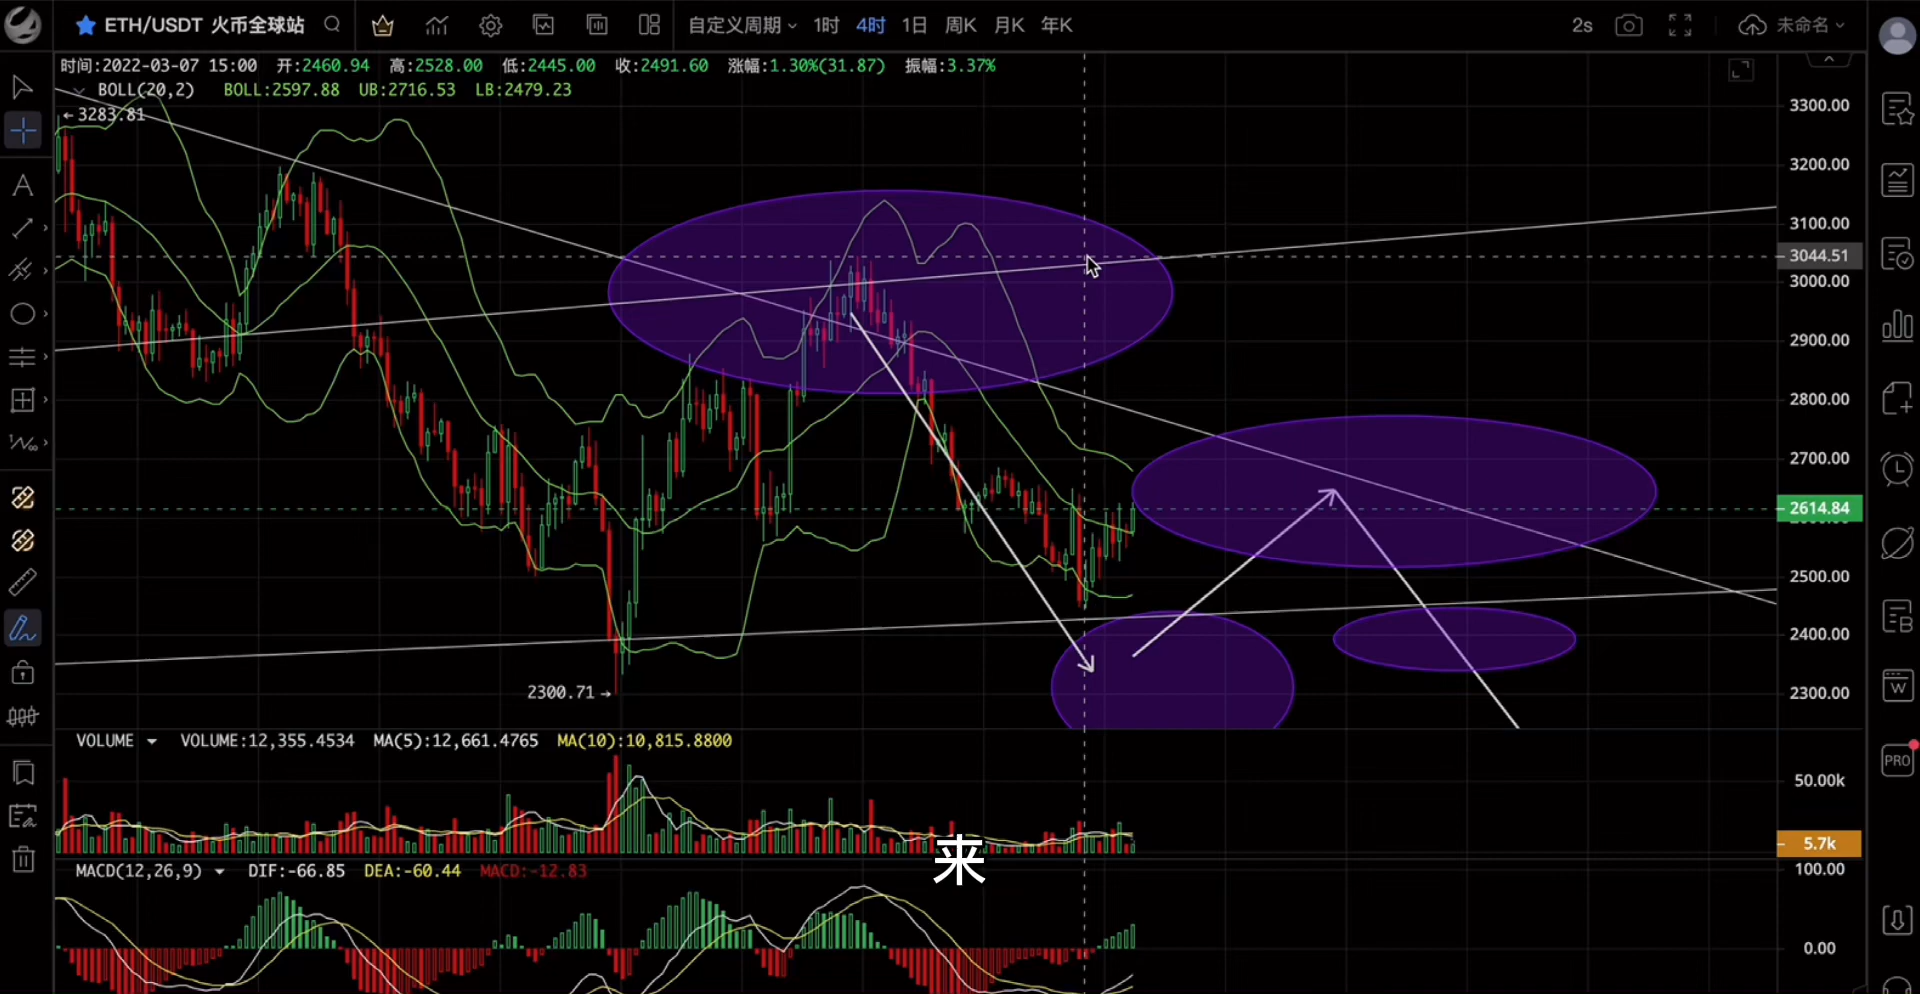 ETH/USDT 火币全球站 自定义周期 1时 4时 1日 周K 月K 年K 2s 未命名
时间:2022-03-07 15:00 开:2460.94 高:2528.00 低:2445.00 收:2491.60 涨幅:1.30%(31.87) 振幅:3.37%
BOLL(20,2) BOLL:2597.88 UB:2716.53 LB:2479.23
3300.00
←3283.81
3200.00
3100.00
3044.51
3000.00
2900.00
2800.00
2700.00
2614.84
2500.00
2400.00
2300.71→
2300.00
VOLUME VOLUME:12,355.4534 MA(5):12,661.4765 MA(10):10,815.8800
50.00k
5.7k
来
MACD(12,26,9) DIF:-66.85 DEA:-60.44 MACD:-12.83
100.00
0.00
A
B
W
PRO